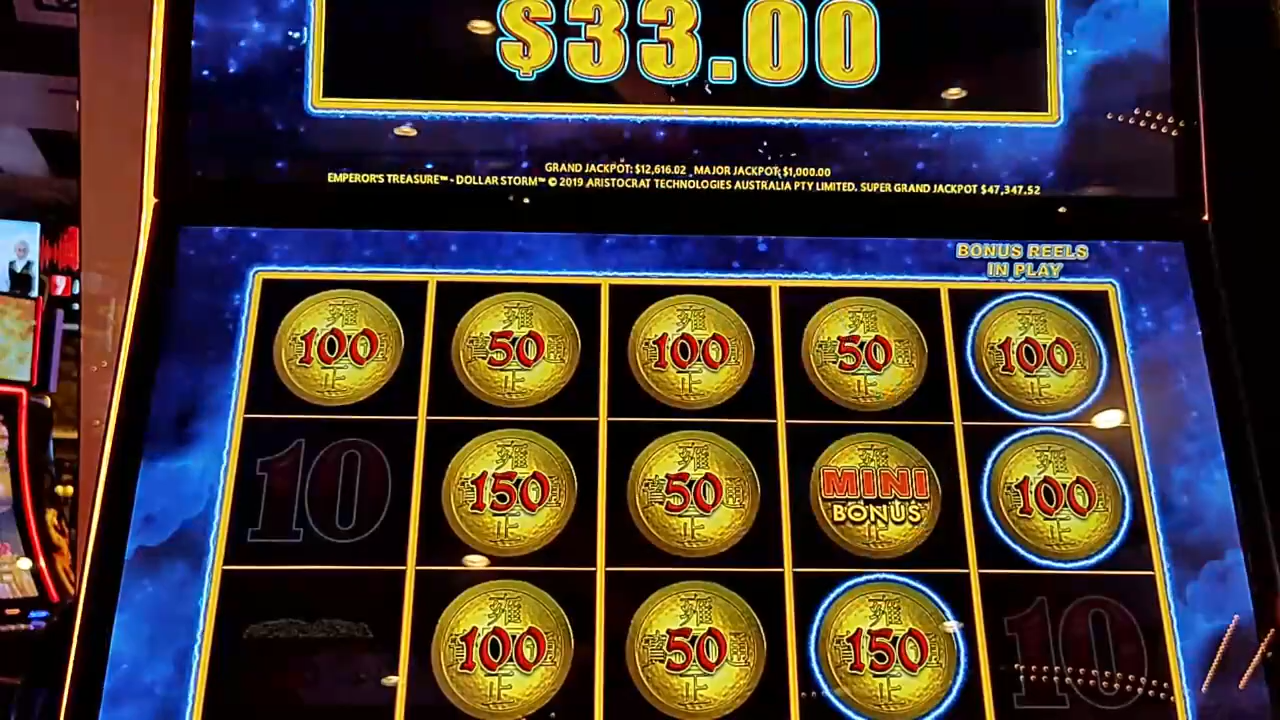 $33.00
GRAND JACKPOT: $12,616.02 MAJOR JACKPOT: $1,000.00
EMPEROR'S TREASURE™ - DOLLAR STORM™ © 2019 ARISTOCRAT TECHNOLOGIES AUSTRALIA PTY LIMITED. SUPER GRAND JACKPOT $47,347.52
BONUS REELS
IN PLAY
100 50 100 50 100
10 150 50 MINI 100
BONUS
100 50 150 10